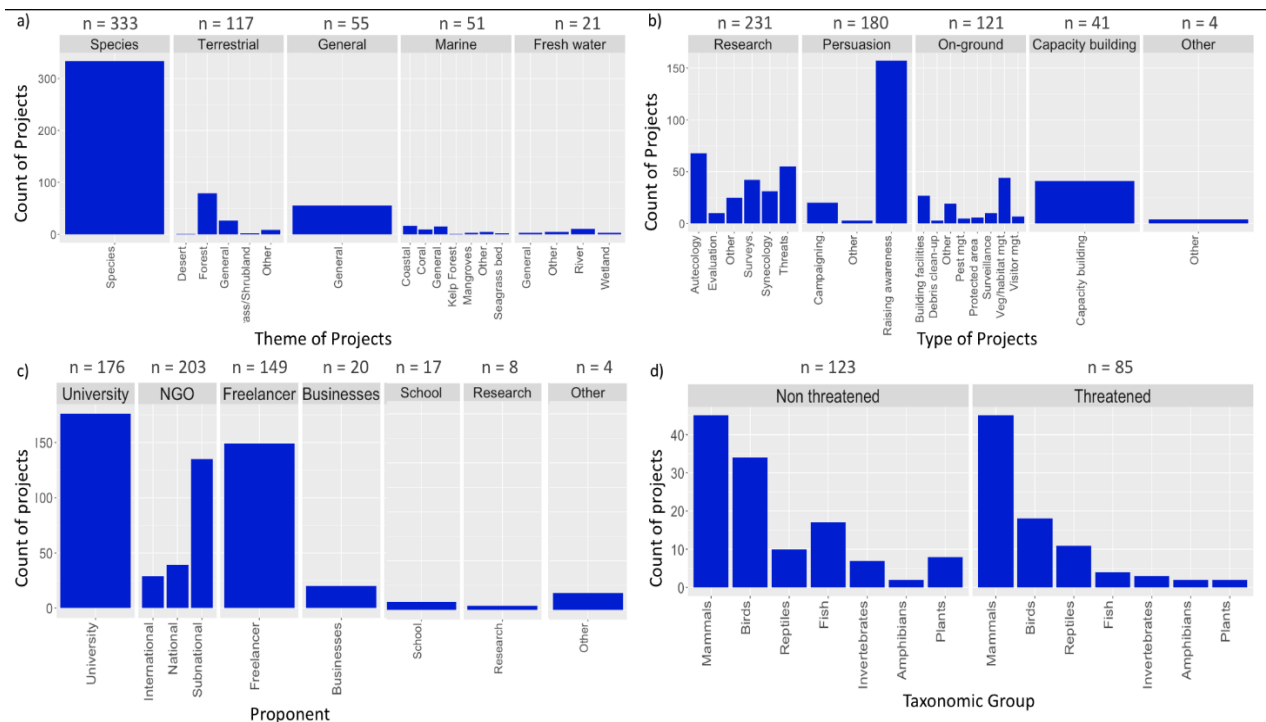 a)
n = 333
n = 117
n = 55
n = 51
n = 21
Species
Terrestrial
General
Marine
Fresh water
Count of Projects
300
200
100
0
Species
Desert
Forest
General
ass/Shrubland
Other
General
Coastal
Coral
General
Kelp Forest
Mangroves
Other
Seagrass bed
General
Other
River
Wetland
Theme of Projects
b)
n = 231
n = 180
n = 121
n = 41
n = 4
Research
Persuasion
On-ground
Capacity building
Other
Count of Projects
150
100
50
0
Autecology
Evaluation
Other
Surveys
Synecology
Threats
Campaigning
Other
Raising awareness
Building facilities
Debris clean-up
Other
Pest mgt.
Protected area
Surveillance
Veg/habitat mgt.
Visitor mgt.
Capacity building
Other
Type of Projects
c)
n = 176
n = 203
n = 149
n = 20
n = 17
n = 8
n = 4
University
NGO
Freelancer
Businesses
School
Research
Other
Count of projects
150
100
50
0
University
International
National
Subnational
Freelancer
Businesses
School
Research
Other
Proponent
d)
n = 123
n = 85
Non threatened
Threatened
Count of projects
40
30
20
10
0
Mammals
Birds
Reptiles
Fish
Invertebrates
Amphibians
Plants
Mammals
Birds
Reptiles
Fish
Invertebrates
Amphibians
Plants
Taxonomic Group